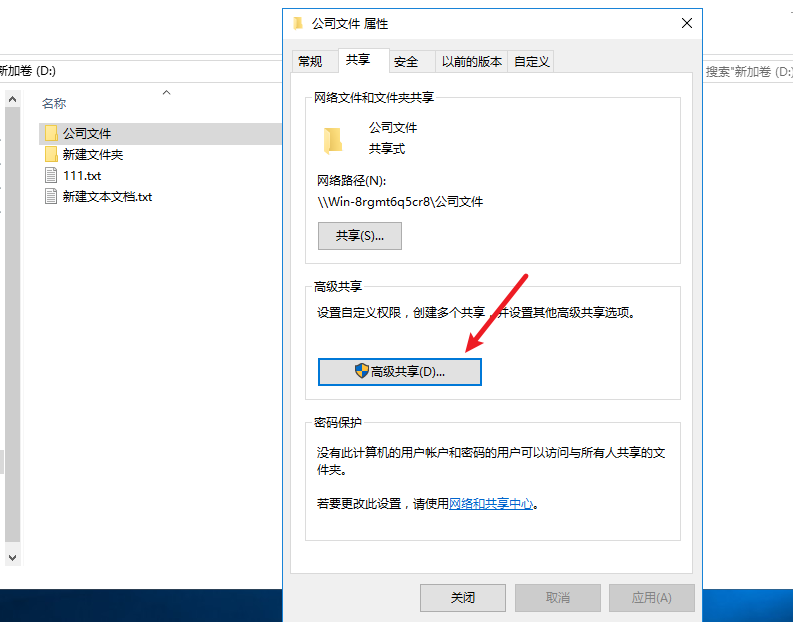 公司文件 属性
新加卷 (D:)
搜索"新加卷 (D:)
常规
共享
安全
以前的版本
自定义
名称
公司文件
新建文件夹
111.txt
新建文本文档.txt
网络文件和文件夹共享
公司文件
共享式
网络路径(N):
\\Win-8rgmt6q5cr8\公司文件
共享(S)...
高级共享
设置自定义权限，创建多个共享，并设置其他高级共享选项。
高级共享(D)...
密码保护
没有此计算机的用户帐户和密码的用户可以访问与所有人共享的文
件夹。
若要更改此设置，请使用网络和共享中心。
关闭
取消
应用(A)